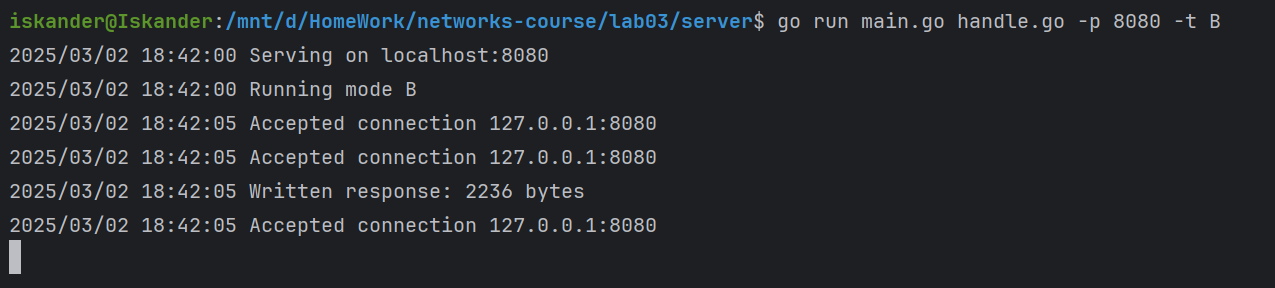 iskander@Iskander:/mnt/d/HomeWork/networks-course/lab03/server$ go run main.go handle.go -p 8080 -t B
2025/03/02 18:42:00 Serving on localhost:8080
2025/03/02 18:42:00 Running mode B
2025/03/02 18:42:05 Accepted connection 127.0.0.1:8080
2025/03/02 18:42:05 Accepted connection 127.0.0.1:8080
2025/03/02 18:42:05 Written response: 2236 bytes
2025/03/02 18:42:05 Accepted connection 127.0.0.1:8080